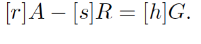 [r]A − [s]R = [h]G.